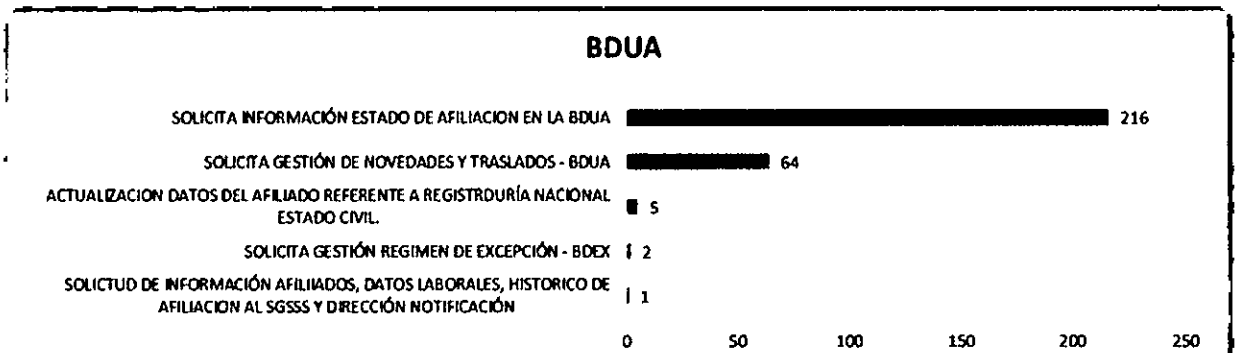 BDUA
SOLICITA INFORMACIÓN ESTADO DE AFILIACION EN LA BDUA 216
SOLICITA GESTIÓN DE NOVEDADES Y TRASLADOS - BDUA 64
ACTUALIZACION DATOS DEL AFILIADO REFERENTE A REGISTRDURÍA NACIONAL
ESTADO CIVIL. 5
SOLICITA GESTIÓN REGIMEN DE EXCEPCIÓN - BDEX 2
SOLICTUD DE INFORMACIÓN AFILIIADOS, DATOS LABORALES, HISTORICO DE
AFILIACION AL SGSSS Y DIRECCIÓN NOTIFICACIÓN 1
0 50 100 150 200 250